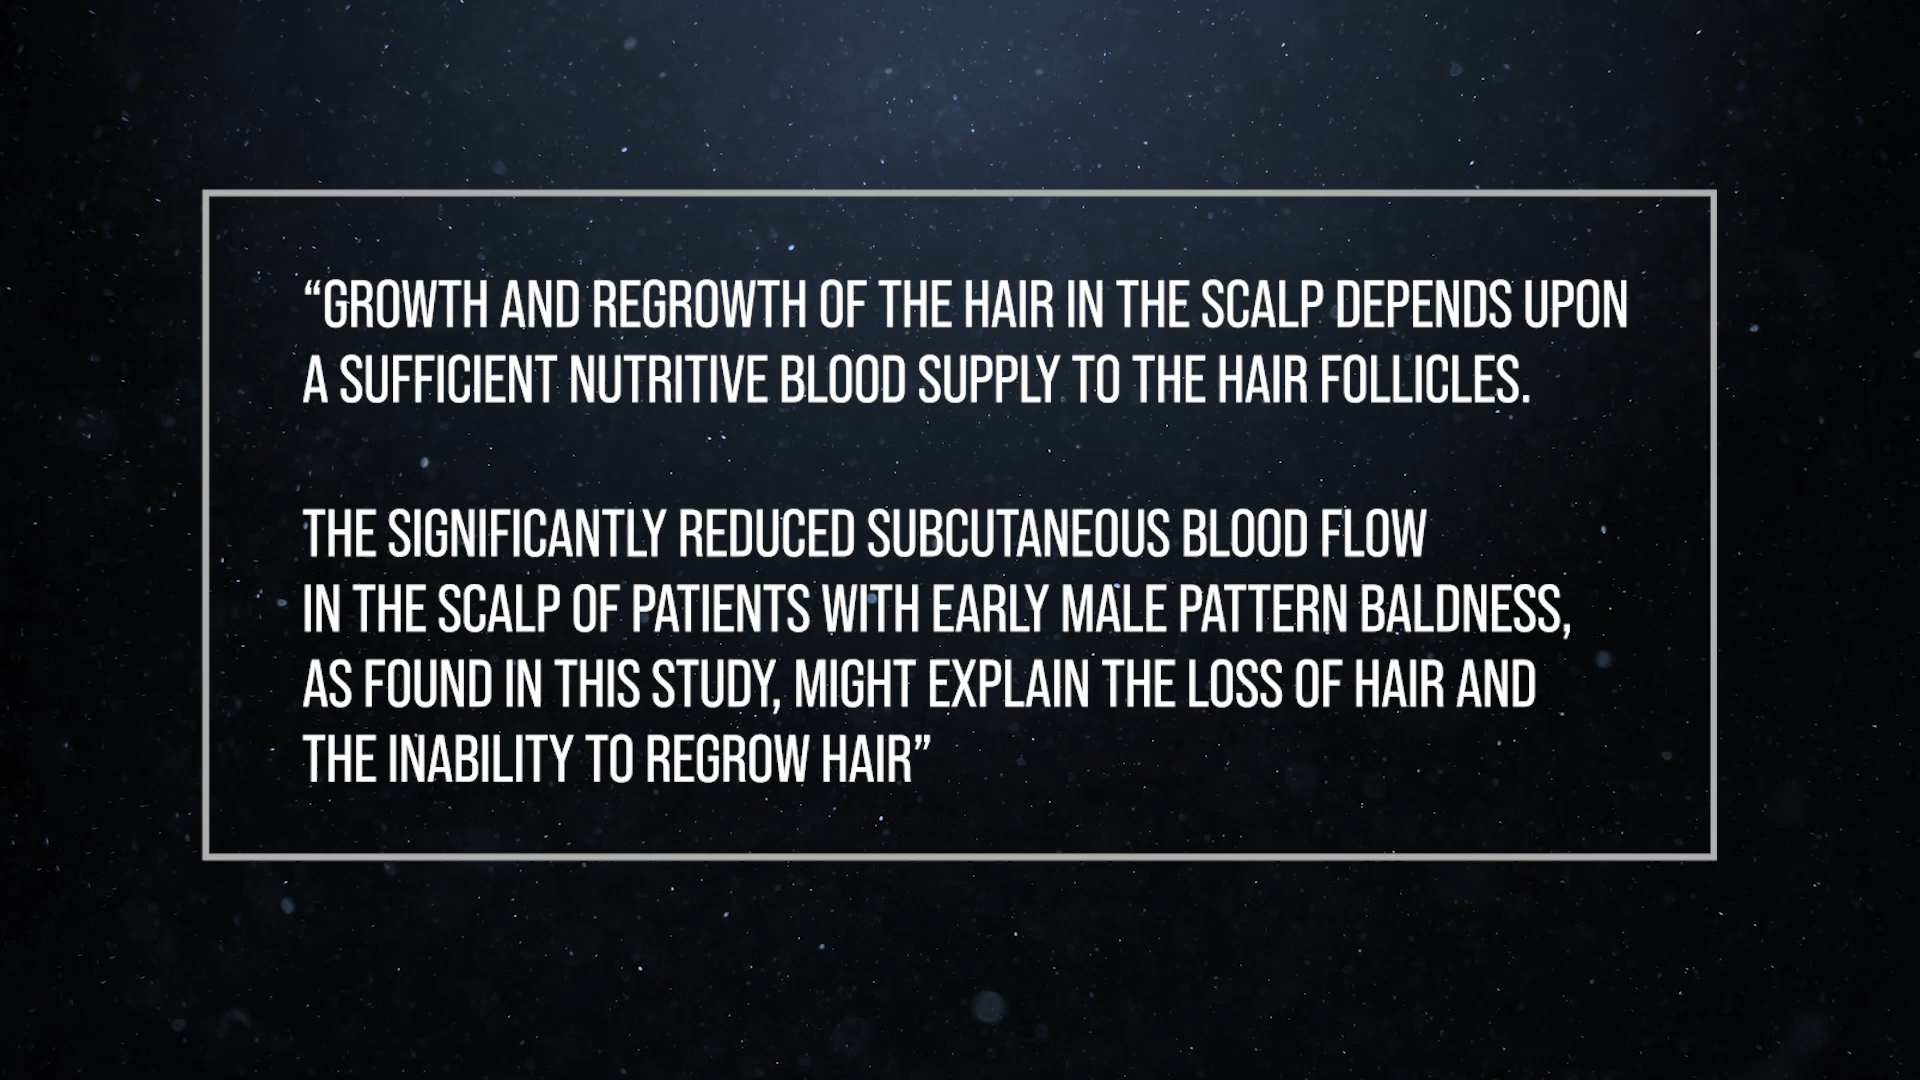 “GROWTH AND REGROWTH OF THE HAIR IN THE SCALP DEPENDS UPON
A SUFFICIENT NUTRITIVE BLOOD SUPPLY TO THE HAIR FOLLICLES.
THE SIGNIFICANTLY REDUCED SUBCUTANEOUS BLOOD FLOW
IN THE SCALP OF PATIENTS WITH EARLY MALE PATTERN BALDNESS,
AS FOUND IN THIS STUDY, MIGHT EXPLAIN THE LOSS OF HAIR AND
THE INABILITY TO REGROW HAIR”